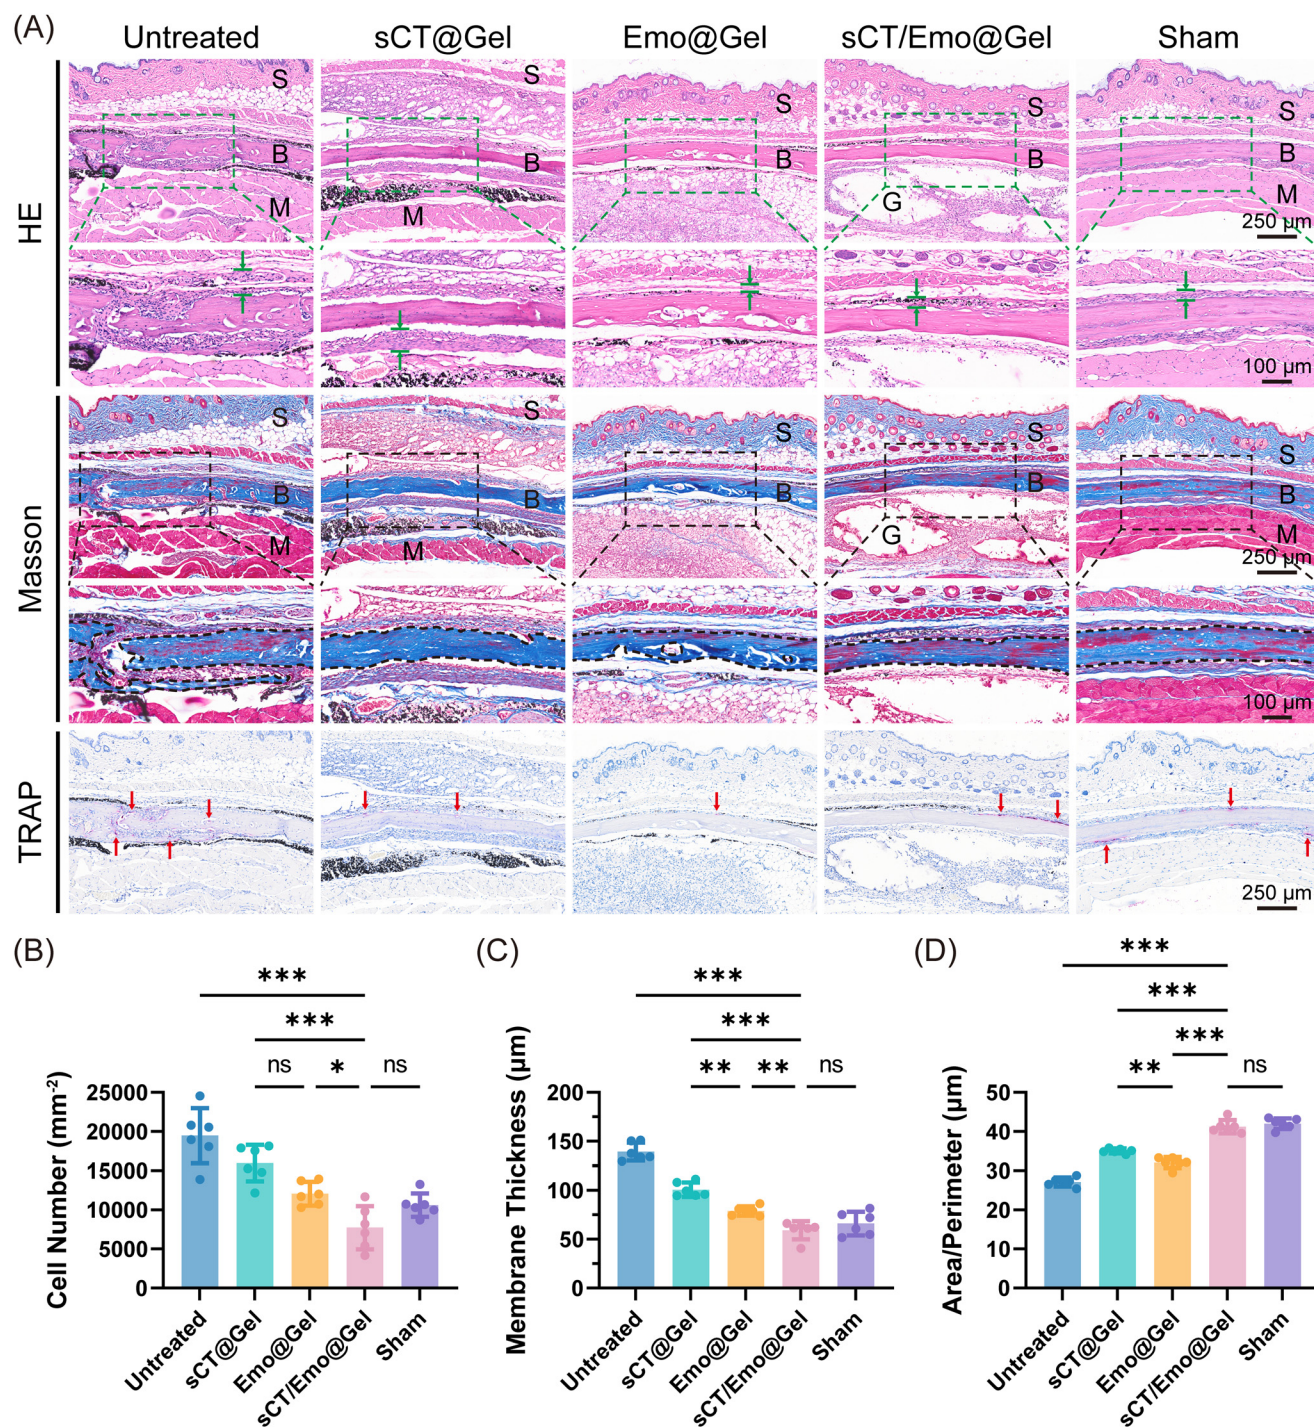 (A)
Untreated sCT@Gel Emo@Gel sCT/Emo@Gel Sham
HE
S S S S S
B B B B
M M G M
250 µm
100 µm
Masson
S S S S S
B B B B B
M M G M
250 µm
100 µm
TRAP
250 µm
(B)
*** 
***
ns * ns
Cell Number (mm⁻²)
25000
20000
15000
10000
5000
0
Untreated
sCT@Gel
Emo@Gel
sCT/Emo@Gel
Sham
(C)
***
***
** ** ns
Membrane Thickness (µm)
200
150
100
50
0
Untreated
sCT@Gel
Emo@Gel
sCT/Emo@Gel
Sham
(D)
***
***
***
** ns
Area/Perimeter (µm)
50
40
30
20
10
0
Untreated
sCT@Gel
Emo@Gel
sCT/Emo@Gel
Sham